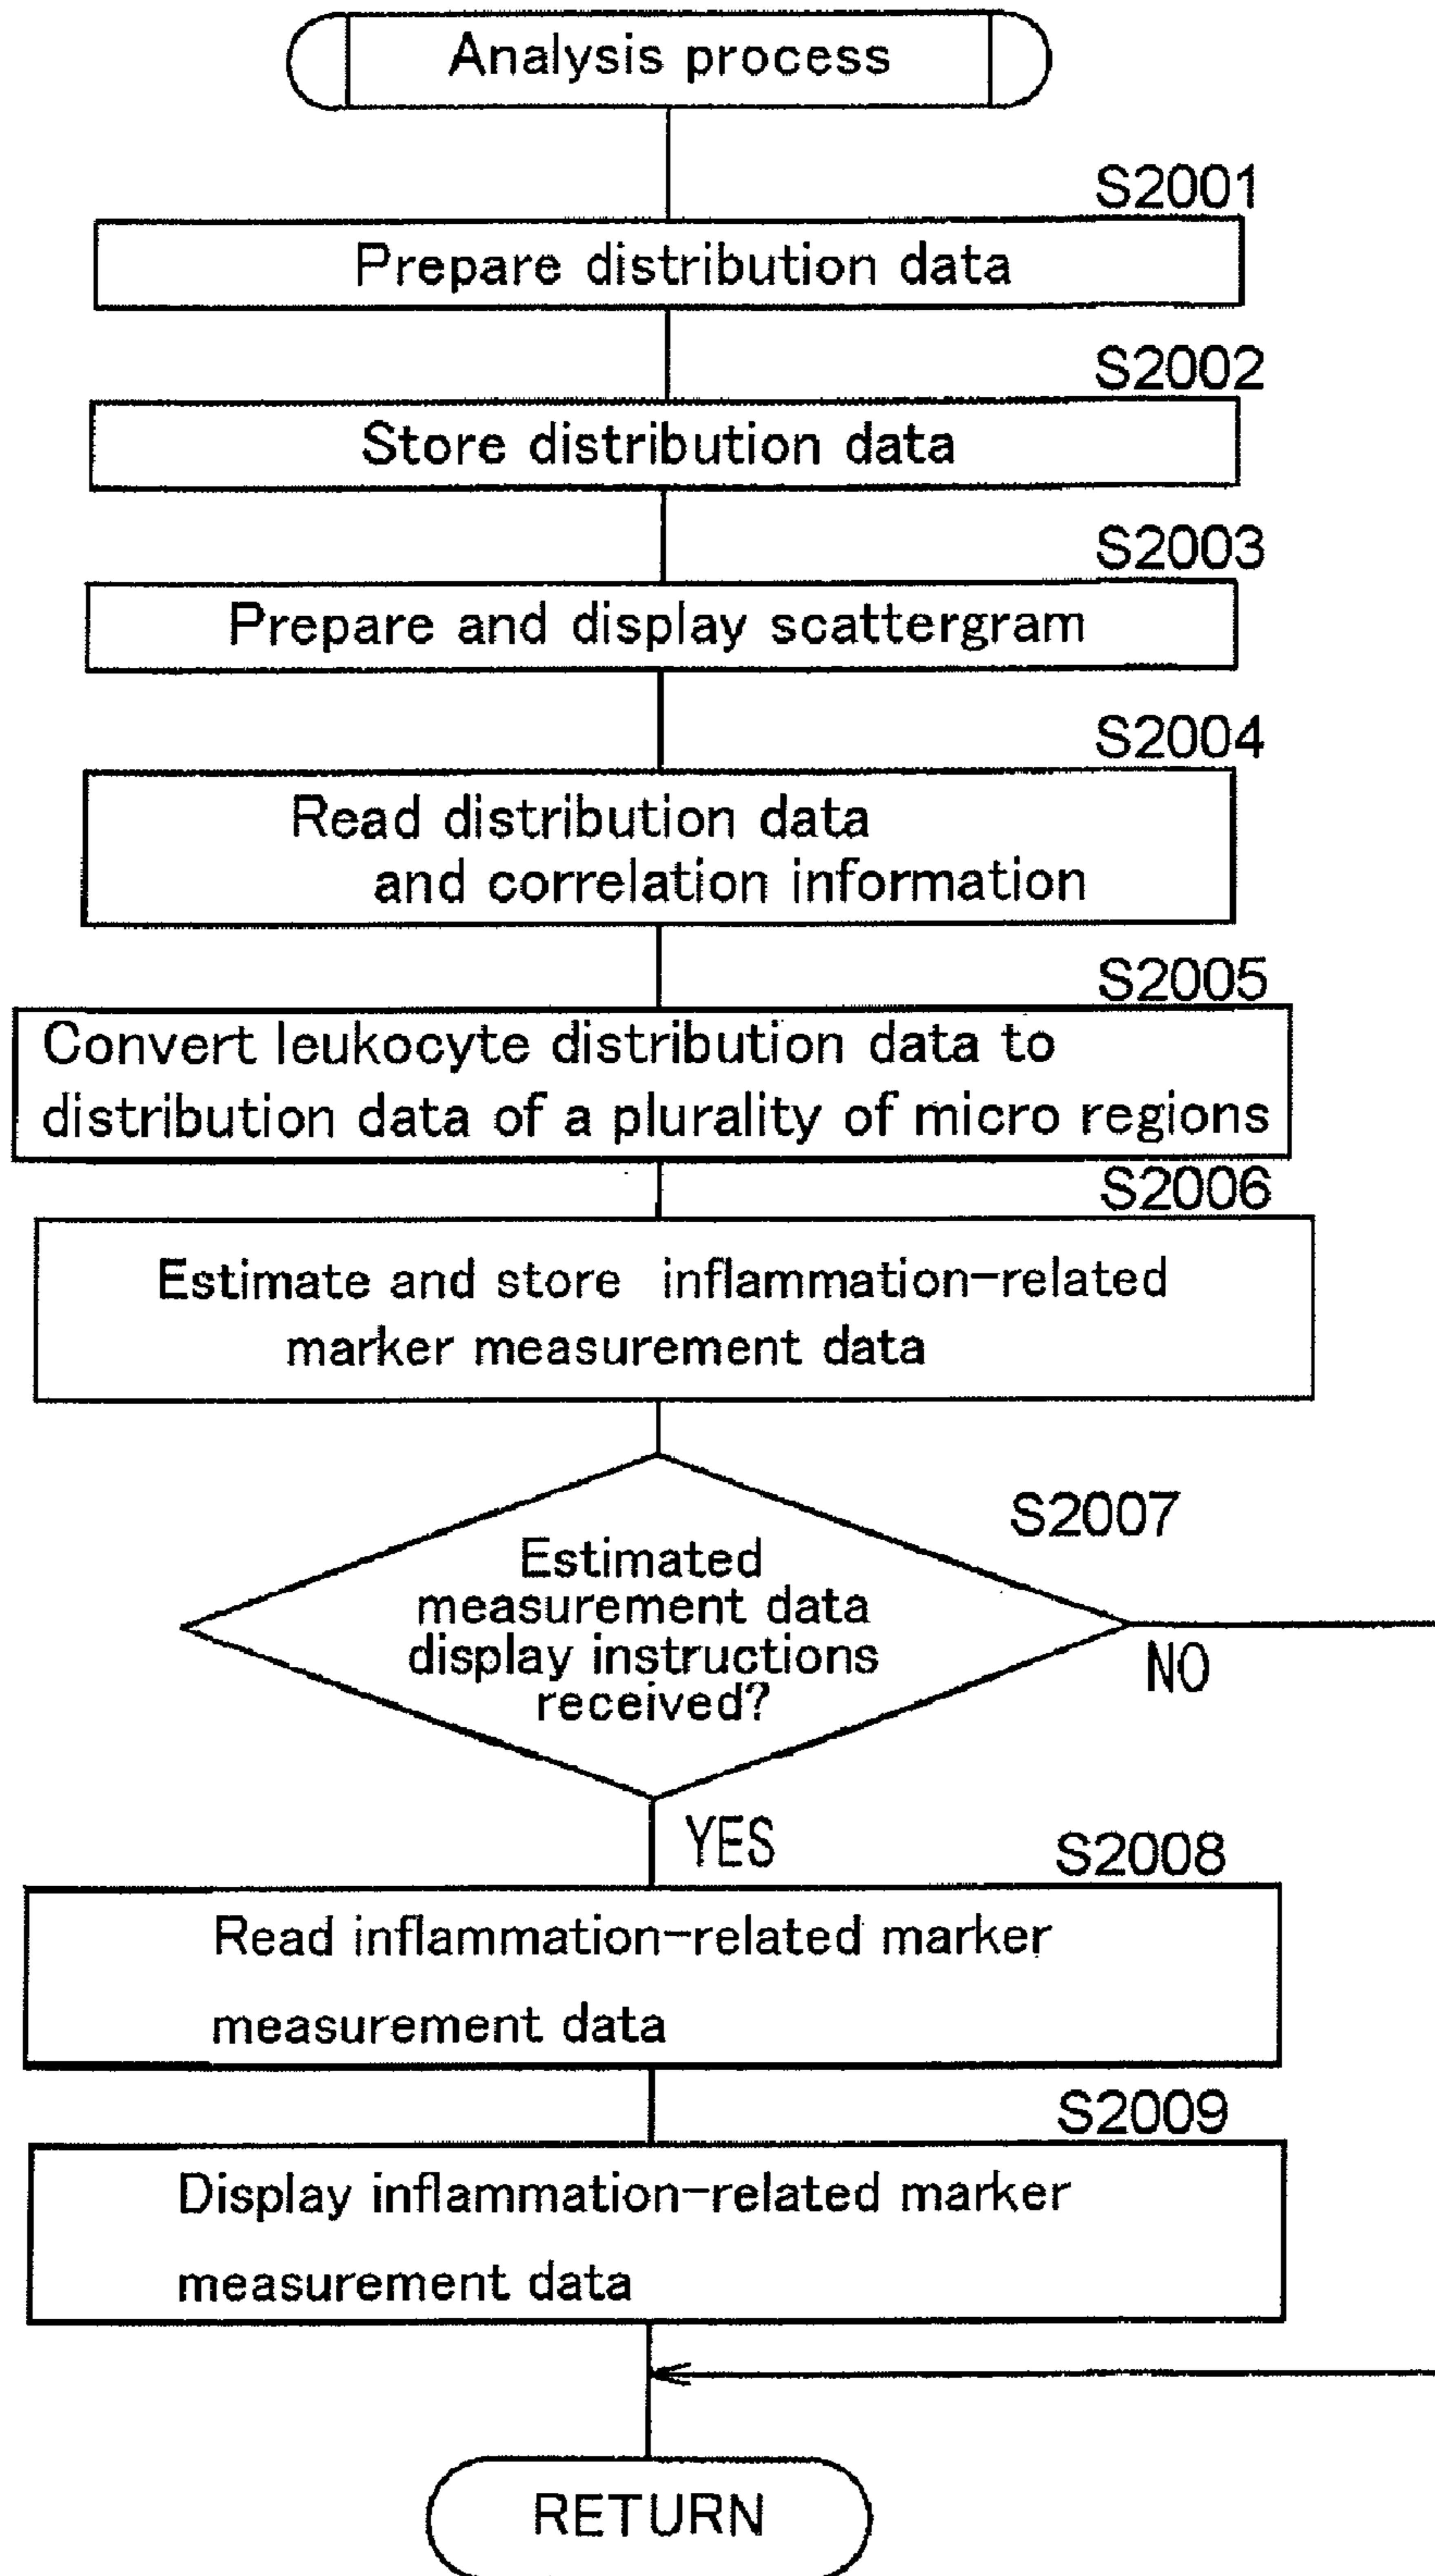 Analysis process
S2001
Prepare distribution data
S2002
Store distribution data
S2003
Prepare and display scattergram
S2004
Read distribution data
and correlation information
S2005
Convert leukocyte distribution data to
distribution data of a plurality of micro regions
S2006
Estimate and store inflammation-related
marker measurement data
S2007
Estimated
measurement data
display instructions
received?
NO
YES
S2008
Read inflammation-related marker
measurement data
S2009
Display inflammation-related marker
measurement data
RETURN